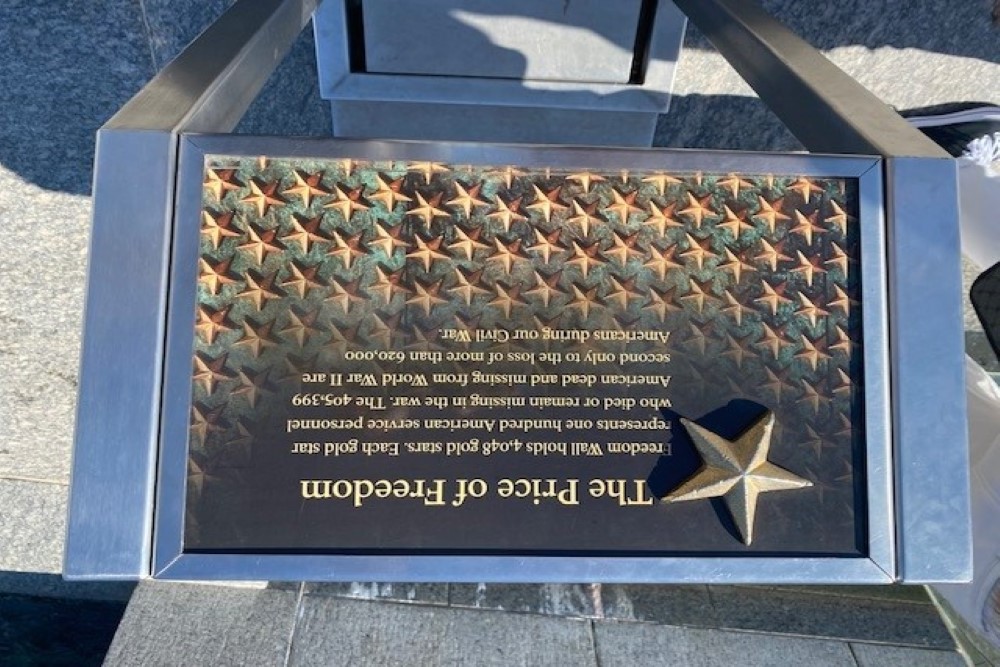 The Price of Freedom
Freedom Wall holds 4,048 gold stars. Each gold star
represents one hundred American service personnel
who died or remain missing in the war. The 405,399
American dead and missing from World War II are
second only to the loss of more than 620,000
Americans during our Civil War.